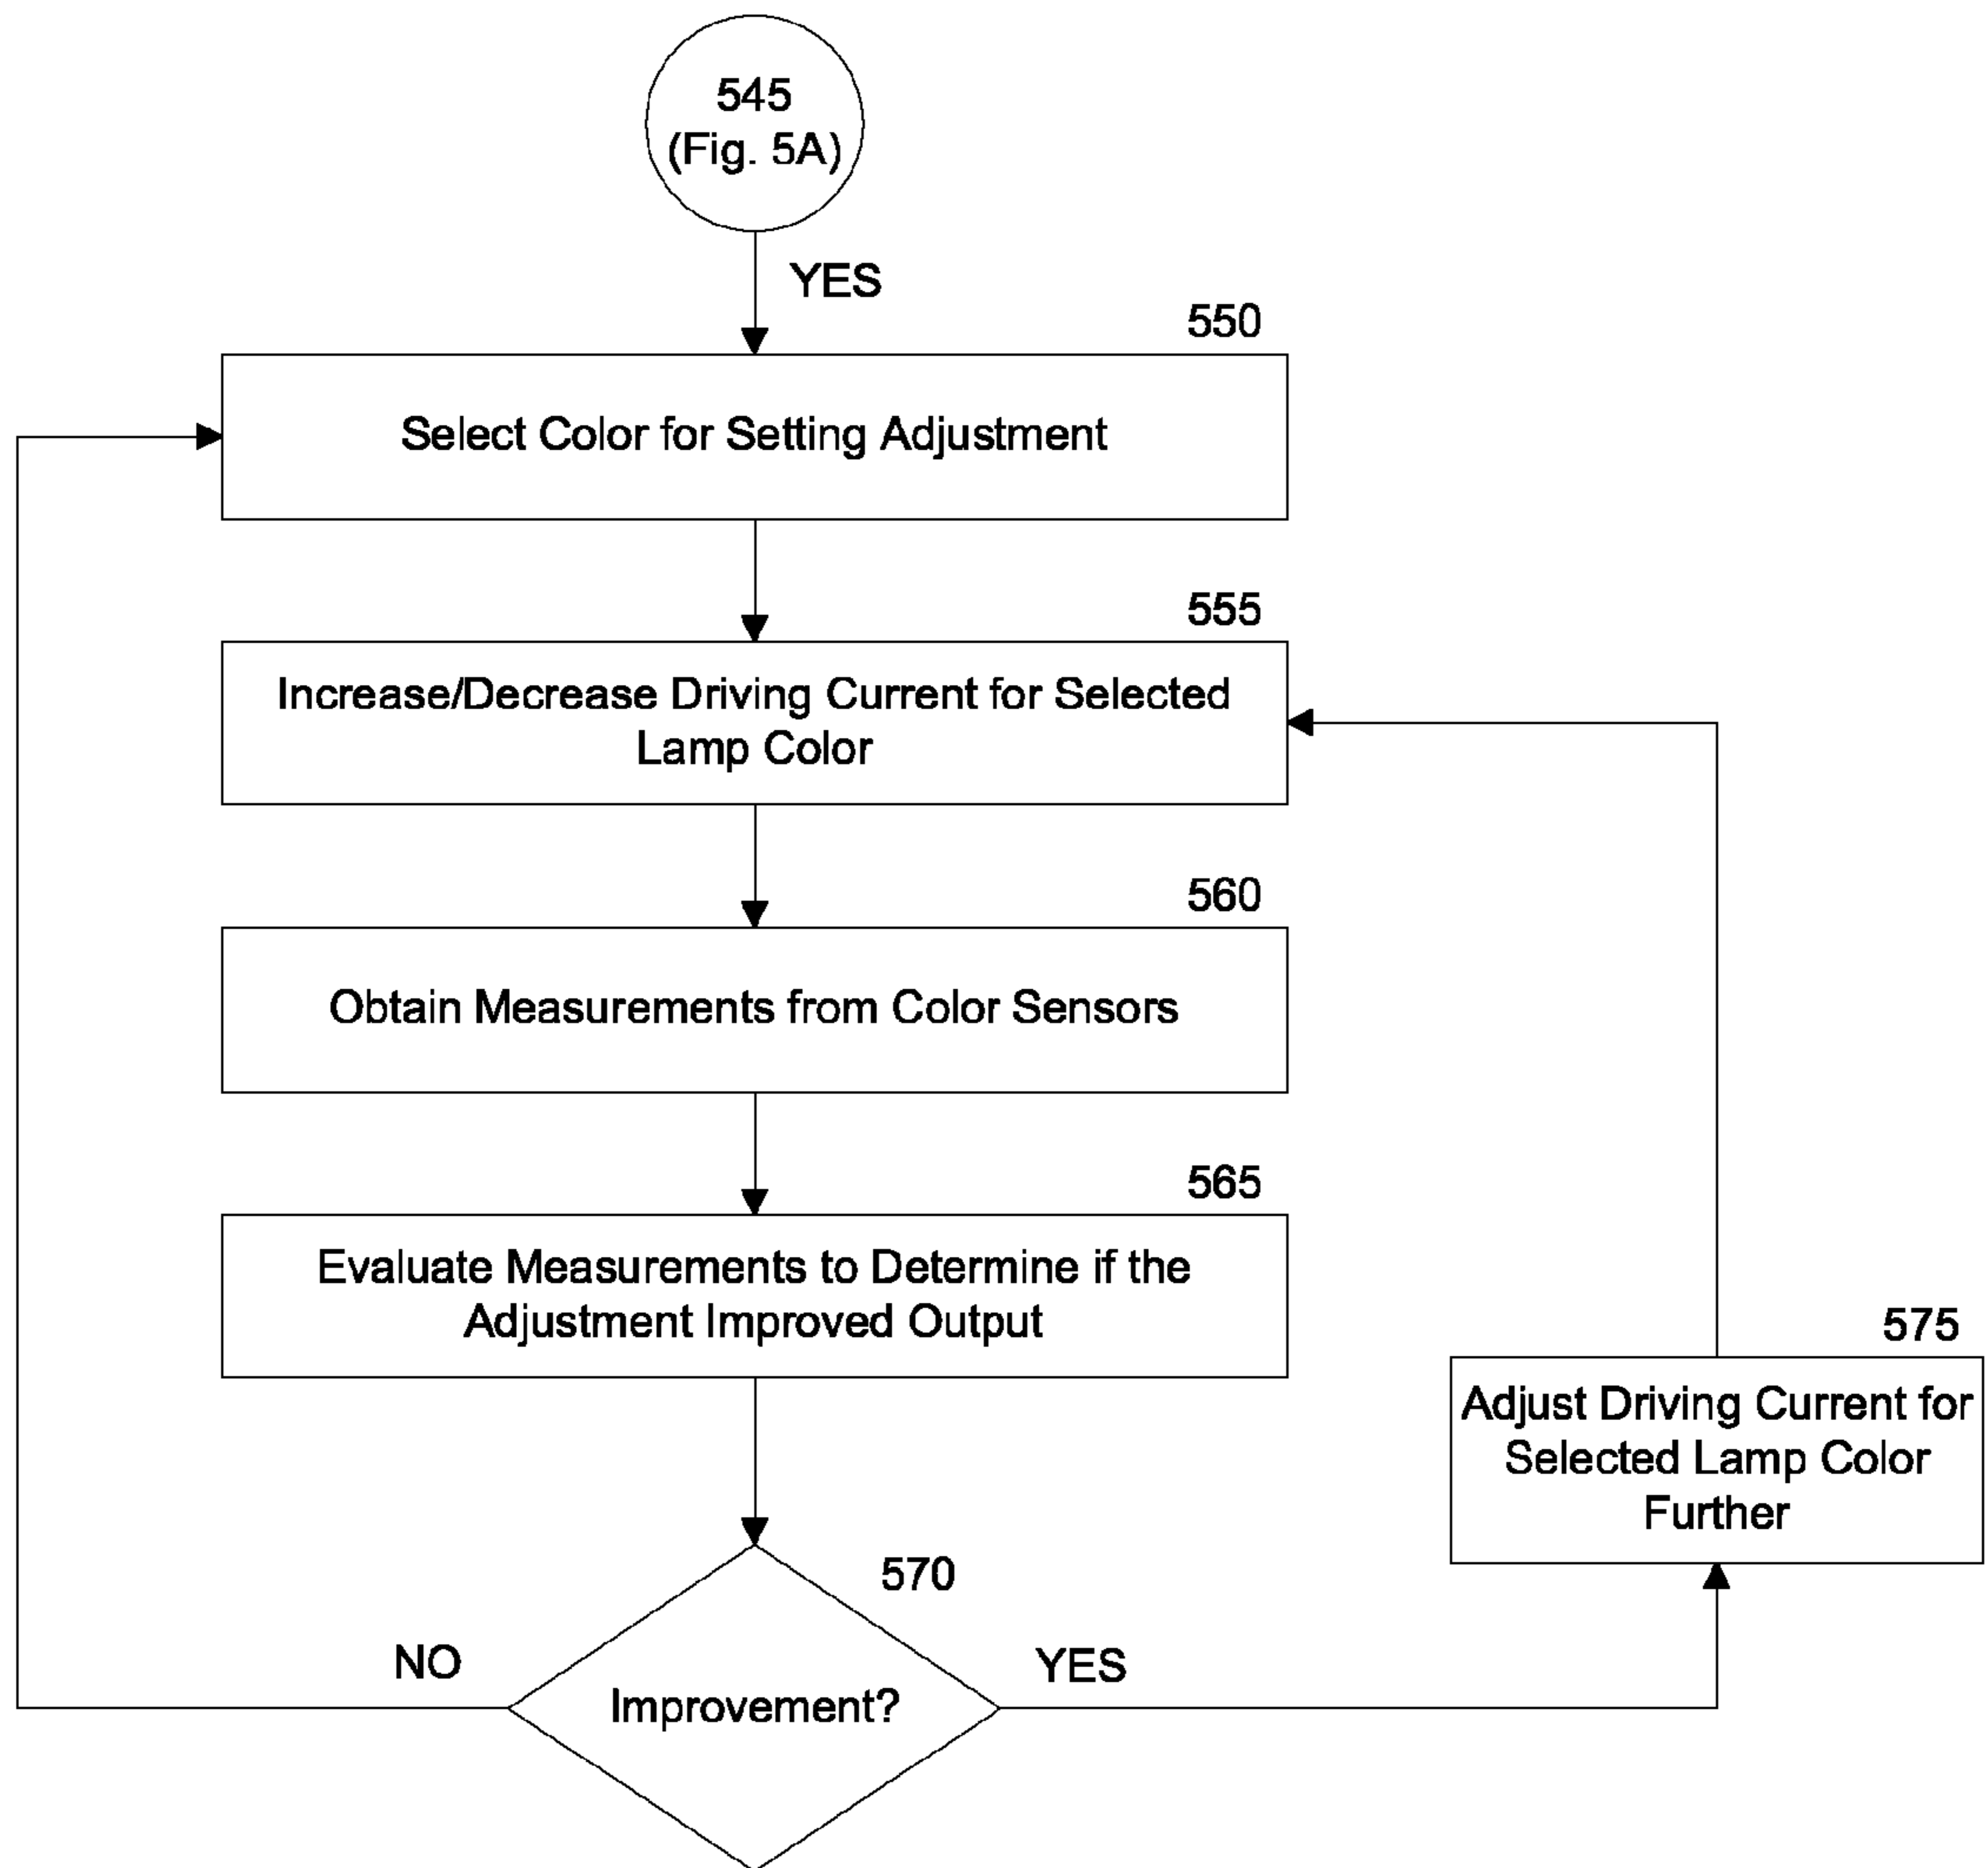 545
(Fig. 5A)
YES
550
Select Color for Setting Adjustment
555
Increase/Decrease Driving Current for Selected
Lamp Color
560
Obtain Measurements from Color Sensors
565
Evaluate Measurements to Determine if the
Adjustment Improved Output
575
Adjust Driving Current for
Selected Lamp Color
Further
570
NO
YES
Improvement?